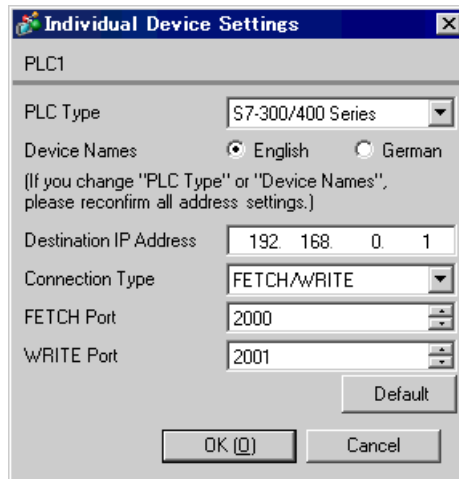 Individual Device Settings
PLC1
PLC Type S7-300/400 Series
Device Names English German
(If you change "PLC Type" or "Device Names",
please reconfirm all address settings.)
Destination IP Address 192. 168. 0. 1
Connection Type FETCH/WRITE
FETCH Port 2000
WRITE Port 2001
Default
OK (O) Cancel